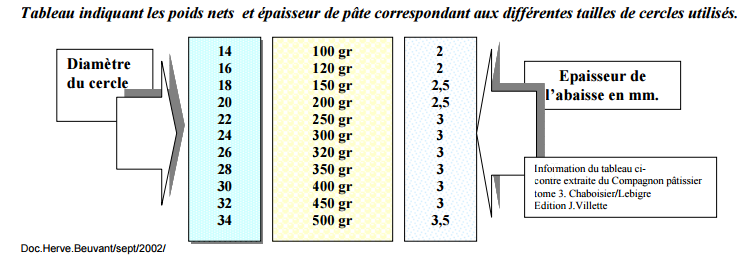 Tableau indiquant les poids nets et épaisseur de pâte correspondant aux différentes tailles de cercles utilisés.
Diamètre
du cercle
14 100 gr 2
16 120 gr 2
18 150 gr 2,5
20 200 gr 2,5
22 250 gr 3
24 300 gr 3
26 320 gr 3
28 350 gr 3
30 400 gr 3
32 450 gr 3
34 500 gr 3,5
Epaisseur de
l’abaisse en mm.
Information du tableau ci-
contre extraite du Compagnon pâtissier
tome 3. Chaboisier/Lebigre
Edition J.Villette
Doc.Herve.Beuvant/sept/2002/